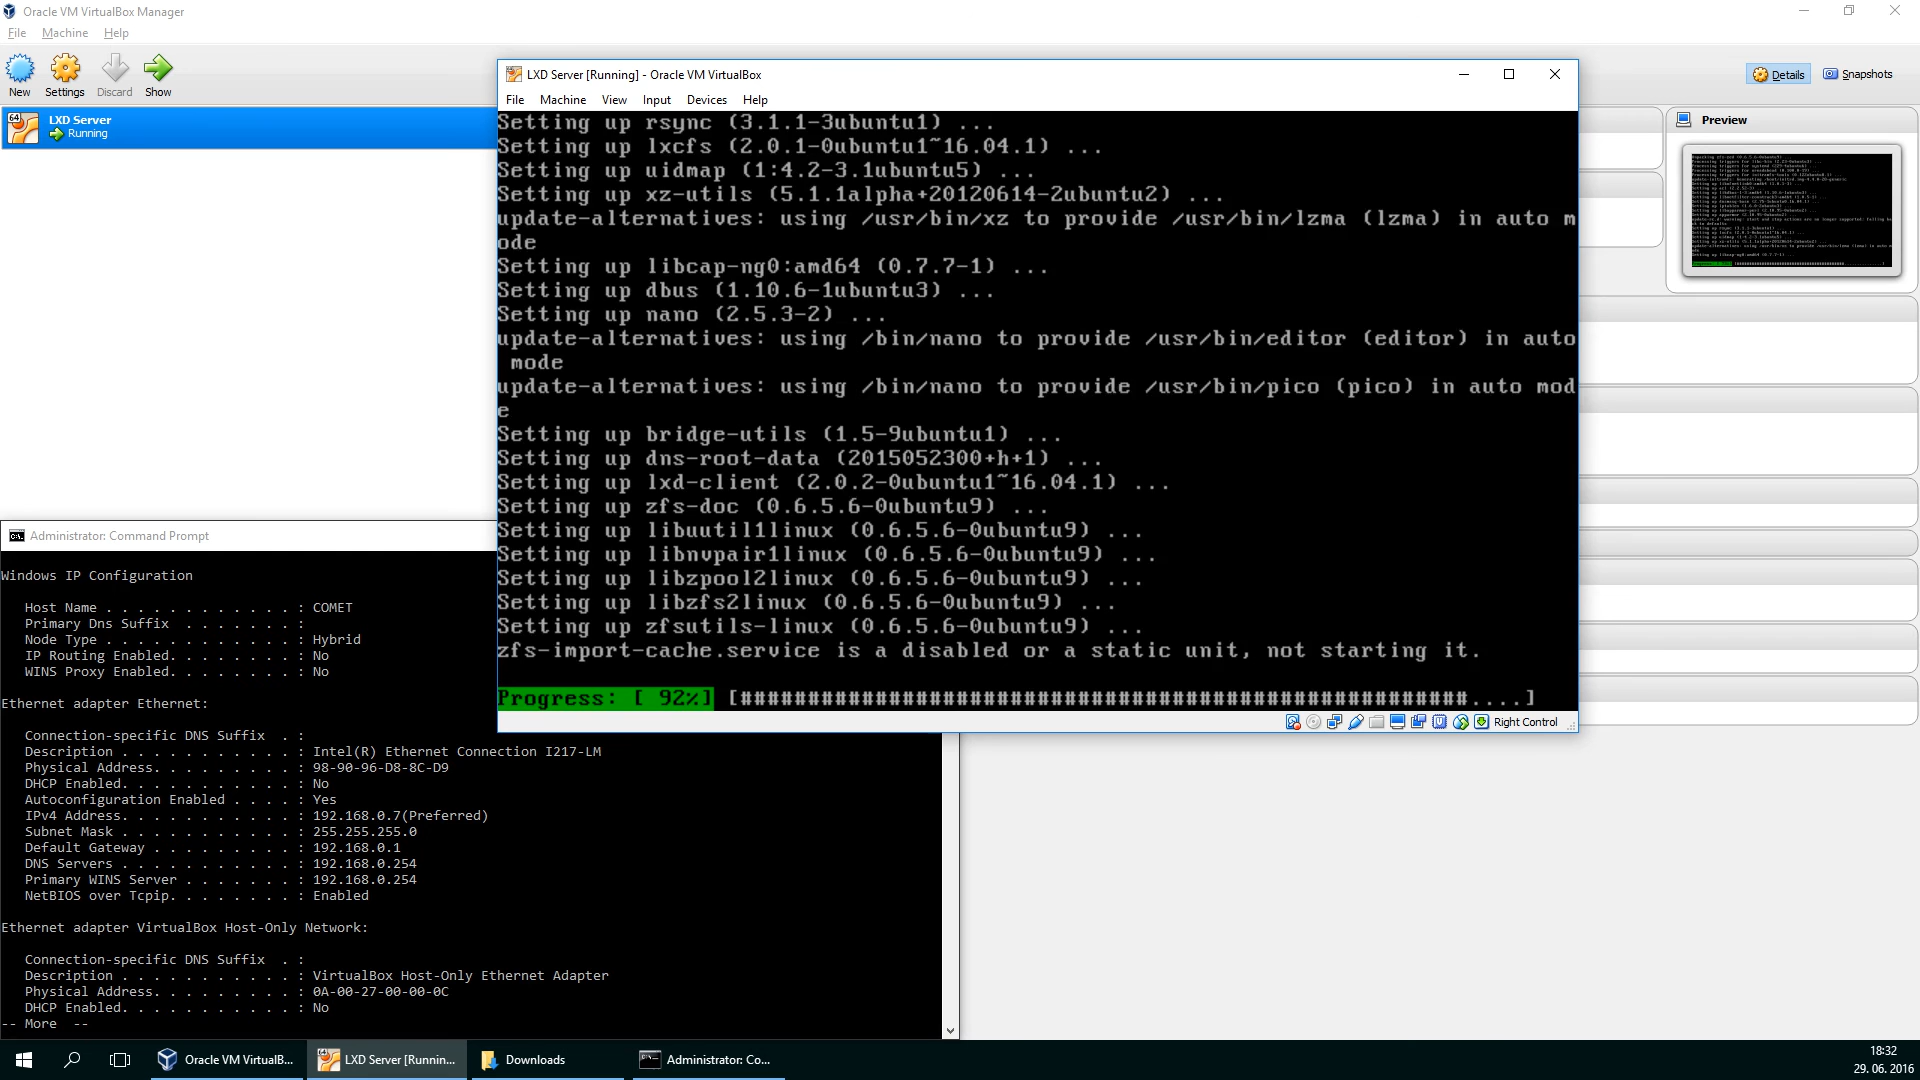 Oracle VM VirtualBox Manager
File Machine Help
New Settings Discard Show
Details Snapshots
64
LXD Server
Running
Preview
LXD Server [Running] - Oracle VM VirtualBox
File Machine View Input Devices Help
Setting up rsync (3.1.1-3ubuntu1) ...
Setting up lxcfs (2.0.1-0ubuntu1~16.04.1) ...
Setting up uidmap (1:4.2-3.1ubuntu5) ...
Setting up xz-utils (5.1.1alpha+20120614-2ubuntu2) ...
update-alternatives: using /usr/bin/xz to provide /usr/bin/lzma (lzma) in auto m
ode
Setting up libcap-ng0:amd64 (0.7.7-1) ...
Setting up dbus (1.10.6-1ubuntu3) ...
Setting up nano (2.5.3-2) ...
update-alternatives: using /bin/nano to provide /usr/bin/editor (editor) in auto
 mode
update-alternatives: using /bin/nano to provide /usr/bin/pico (pico) in auto mod
e
Setting up bridge-utils (1.5-9ubuntu1) ...
Setting up dns-root-data (2015052300+h+1) ...
Setting up lxd-client (2.0.2-0ubuntu1~16.04.1) ...
Setting up zfs-doc (0.6.5.6-0ubuntu9) ...
Setting up libuutil1linux (0.6.5.6-0ubuntu9) ...
Setting up libnvpair1linux (0.6.5.6-0ubuntu9) ...
Setting up libzpool2linux (0.6.5.6-0ubuntu9) ...
Setting up libzfs2linux (0.6.5.6-0ubuntu9) ...
Setting up zfsutils-linux (0.6.5.6-0ubuntu9) ...
zfs-import-cache.service is a disabled or a static unit, not starting it.
Progress: [ 92%] [######################################################....]
Right Control
Administrator: Command Prompt
Windows IP Configuration
Host Name . . . . . . . . . . . . : COMET
Primary Dns Suffix . . . . . . . :
Node Type . . . . . . . . . . . . : Hybrid
IP Routing Enabled. . . . . . . . : No
WINS Proxy Enabled. . . . . . . . : No
Ethernet adapter Ethernet:
Connection-specific DNS Suffix . :
Description . . . . . . . . . . . : Intel(R) Ethernet Connection I217-LM
Physical Address. . . . . . . . . : 98-90-96-D8-8C-D9
DHCP Enabled. . . . . . . . . . . : No
Autoconfiguration Enabled . . . . : Yes
IPv4 Address. . . . . . . . . . . : 192.168.0.7(Preferred)
Subnet Mask . . . . . . . . . . . : 255.255.255.0
Default Gateway . . . . . . . . . : 192.168.0.1
DNS Servers . . . . . . . . . . . : 192.168.0.254
Primary WINS Server . . . . . . . : 192.168.0.254
NetBIOS over Tcpip. . . . . . . . : Enabled
Ethernet adapter VirtualBox Host-Only Network:
Connection-specific DNS Suffix . :
Description . . . . . . . . . . . : VirtualBox Host-Only Ethernet Adapter
Physical Address. . . . . . . . . : 0A-00-27-00-00-0C
DHCP Enabled. . . . . . . . . . . : No
-- More --
Oracle VM VirtualB... LXD Server [Runnin... Downloads Administrator: Co...
18:32
29. 06. 2016